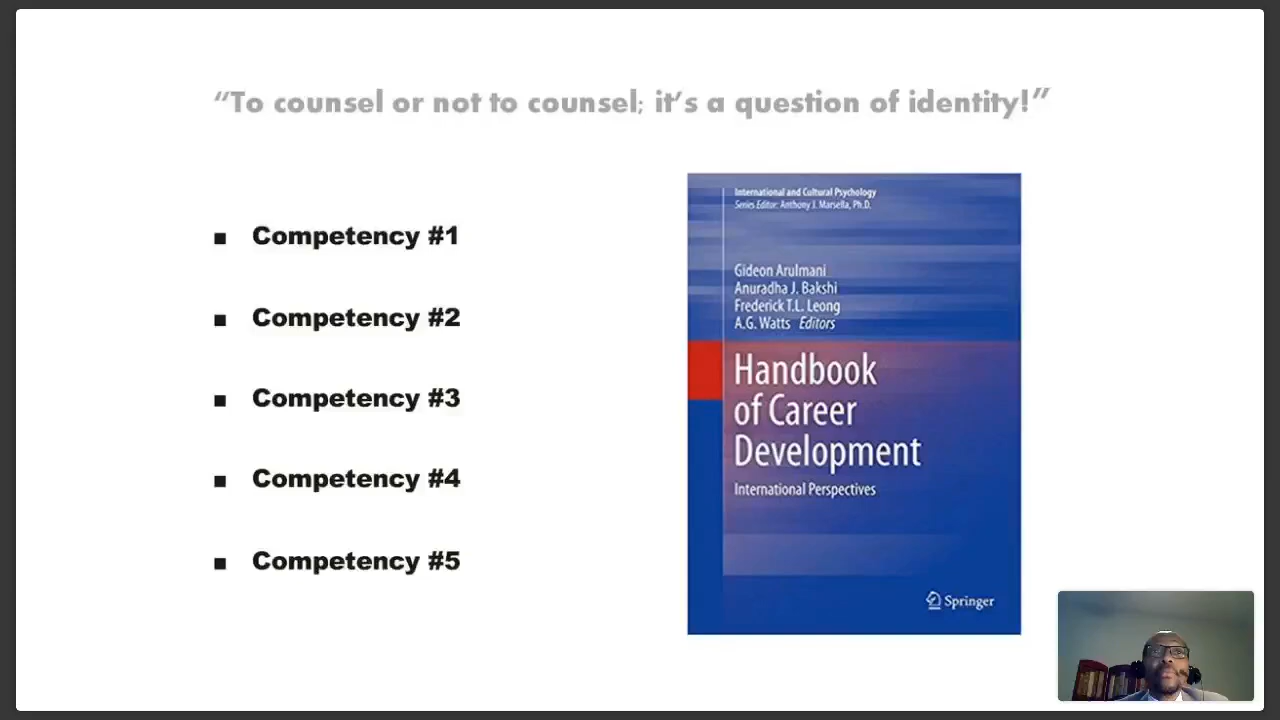 “To counsel or not to counsel; it’s a question of identity!”
▪ Competency #1
▪ Competency #2
▪ Competency #3
▪ Competency #4
▪ Competency #5
International and Cultural Psychology
Series Editor: Anthony J. Marsella, Ph.D.
Gideon Arulmani
Anuradha J. Bakshi
Frederick T.L. Leong
A.G. Watts Editors
Handbook
of Career
Development
International Perspectives
Springer